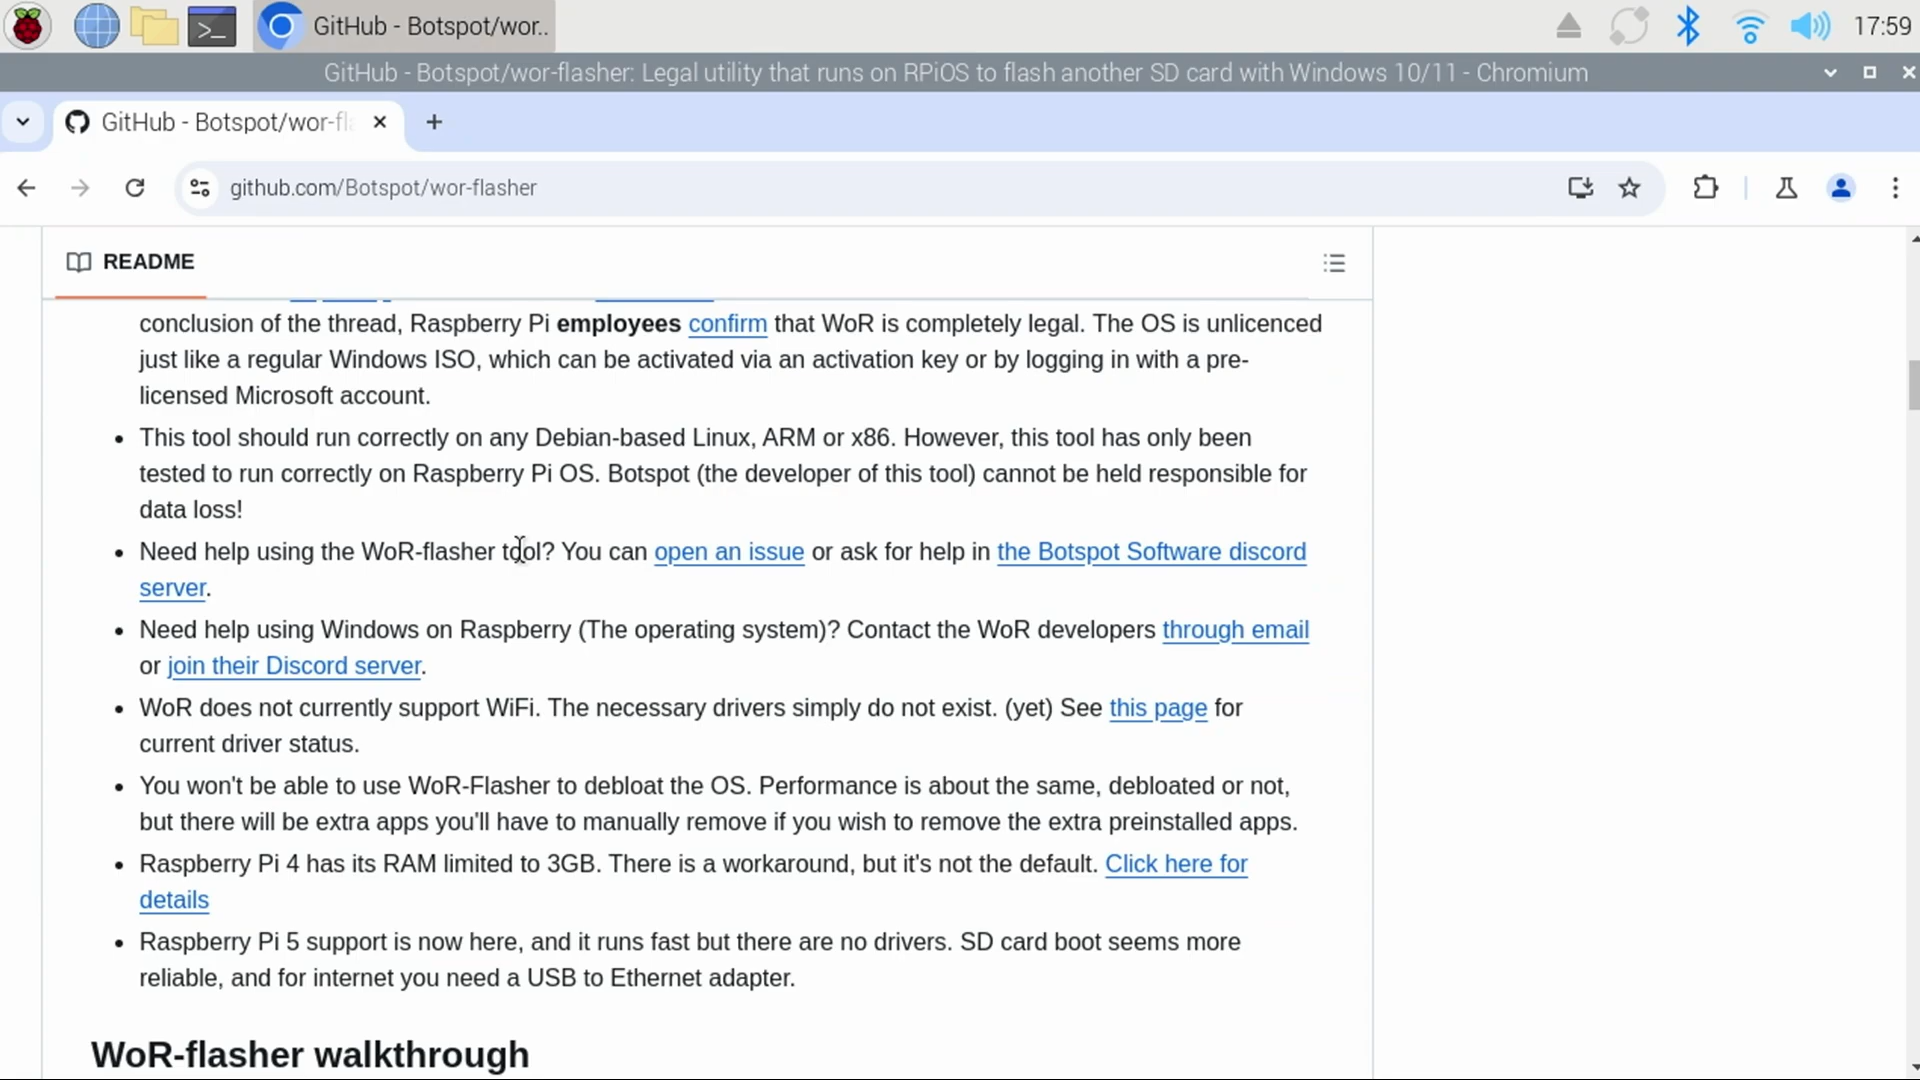 GitHub - Botspot/wor..
17:59
GitHub - Botspot/wor-flasher: Legal utility that runs on RPiOS to flash another SD card with Windows 10/11 - Chromium
GitHub - Botspot/wor-fla
github.com/Botspot/wor-flasher
README
conclusion of the thread, Raspberry Pi employees confirm that WoR is completely legal. The OS is unlicenced
just like a regular Windows ISO, which can be activated via an activation key or by logging in with a pre-
licensed Microsoft account.
• This tool should run correctly on any Debian-based Linux, ARM or x86. However, this tool has only been
tested to run correctly on Raspberry Pi OS. Botspot (the developer of this tool) cannot be held responsible for
data loss!
• Need help using the WoR-flasher tool? You can open an issue or ask for help in the Botspot Software discord
server.
• Need help using Windows on Raspberry (The operating system)? Contact the WoR developers through email
or join their Discord server.
• WoR does not currently support WiFi. The necessary drivers simply do not exist. (yet) See this page for
current driver status.
• You won't be able to use WoR-Flasher to debloat the OS. Performance is about the same, debloated or not,
but there will be extra apps you'll have to manually remove if you wish to remove the extra preinstalled apps.
• Raspberry Pi 4 has its RAM limited to 3GB. There is a workaround, but it's not the default. Click here for
details
• Raspberry Pi 5 support is now here, and it runs fast but there are no drivers. SD card boot seems more
reliable, and for internet you need a USB to Ethernet adapter.
WoR-flasher walkthrough